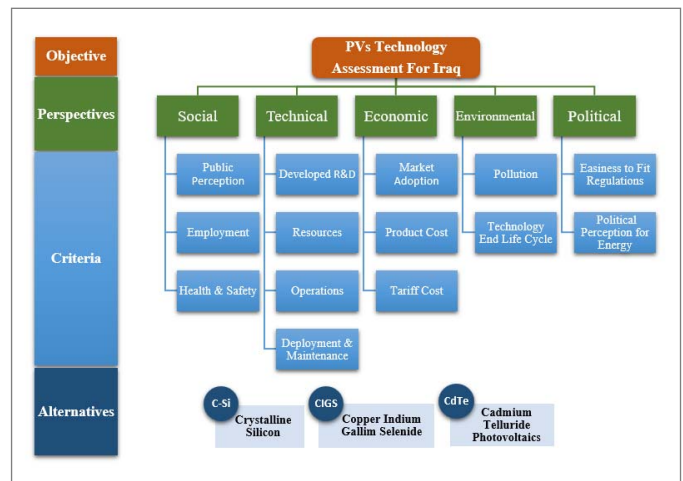 Objective
PVs Technology
Assessment For Iraq
Perspectives
Social
Technical
Economic
Environmental
Political
Criteria
Public
Perception
Employment
Health & Safety
Developed R&D
Resources
Operations
Deployment &
Maintenance
Market
Adoption
Product Cost
Tariff Cost
Pollution
Technology
End Life Cycle
Easiness to Fit
Regulations
Political
Perception for
Energy
Alternatives
C-Si
Crystalline
Silicon
CIGS
Copper Indium
Gallim Selenide
CdTe
Cadmium
Telluride
Photovoltaics